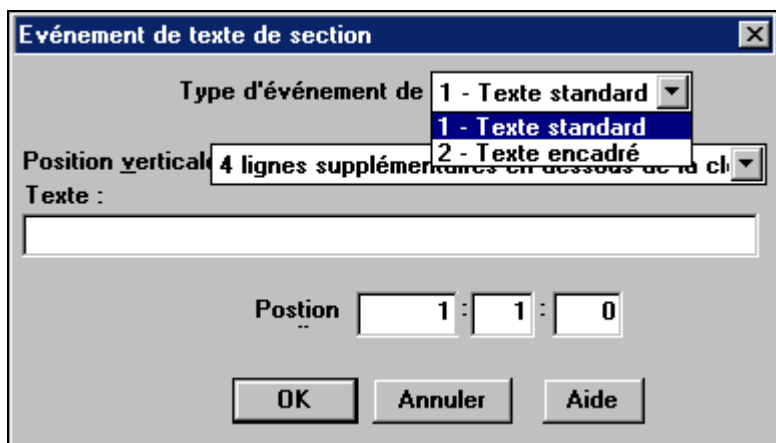 Evénement de texte de section
Type d'événement de 1 - Texte standard
1 - Texte standard
2 - Texte encadré
Position verticale 4 lignes supplémentaires en dessous de la cl
Texte :
Postion 1 : 1 : 0
OK Annuler Aide